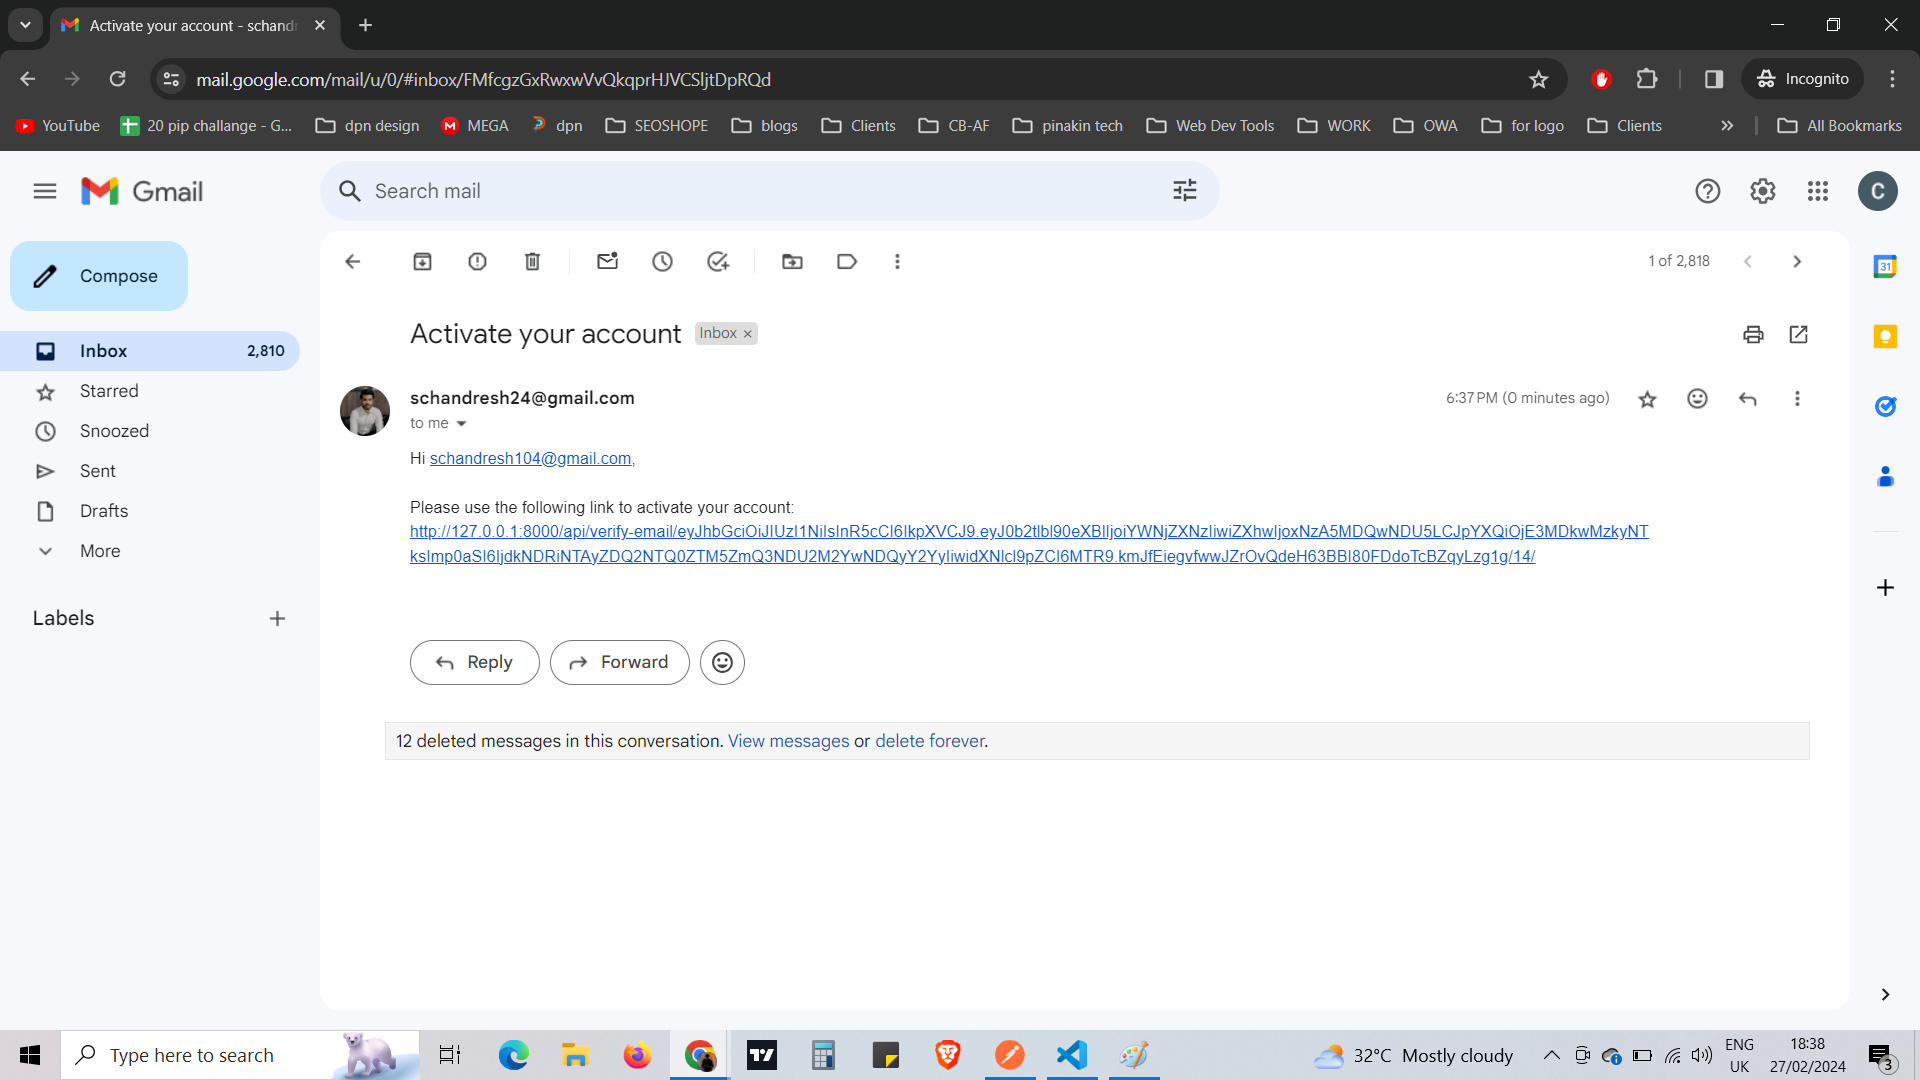 Activate your account - schandr
mail.google.com/mail/u/0/#inbox/FMfcgzGxRwxwVvQkqprHJVCSljtDpRQd
Incognito
YouTube
20 pip challange - G...
dpn design
MEGA
dpn
SEOSHOPE
blogs
Clients
CB-AF
pinakin tech
Web Dev Tools
WORK
OWA
for logo
Clients
All Bookmarks
Gmail
Search mail
C
Compose
1 of 2,818
31
Activate your account
Inbox
Inbox 2,810
Starred
Snoozed
Sent
Drafts
More
Labels
schandresh24@gmail.com
6:37 PM (0 minutes ago)
to me
Hi schandresh104@gmail.com,
Please use the following link to activate your account:
http://127.0.0.1:8000/api/verify-email/eyJhbGciOiJIUzI1NiIsInR5cCI6IkpXVCJ9.eyJ0b2tlbl90eXBlIjoiYWNjZXNzIiwiZXhwIjoxNzA5MDQwNDU5LCJpYXQiOjE3MDkwMzkyNT
ksImp0aSI6IjdkNDRiNTAyZDQ2NTQ0ZTM5ZmQ3NDU2M2YwNDQyY2YyIiwidXNlcl9pZCI6MTR9.kmJfEiegvfwwJZrOvQdeH63BBI80FDdoTcBZqyLzg1g/14/
Reply
Forward
12 deleted messages in this conversation. View messages or delete forever.
Type here to search
32°C Mostly cloudy
ENG
UK
18:38
27/02/2024
3